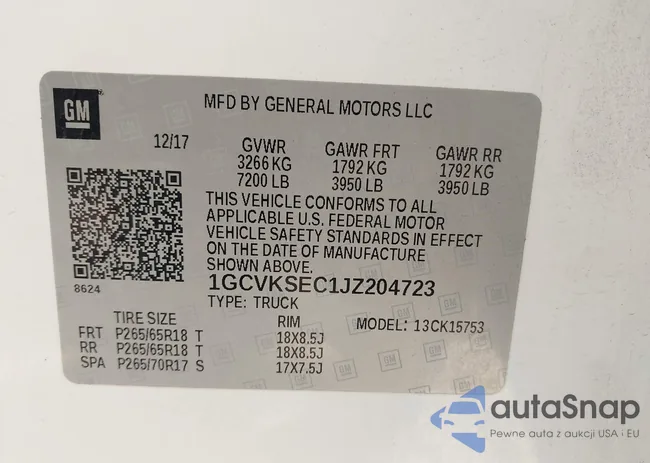 GM
MFD BY GENERAL MOTORS LLC
12/17
GVWR GAWR FRT GAWR RR
3266 KG 1792 KG 1792 KG
7200 LB 3950 LB 3950 LB
THIS VEHICLE CONFORMS TO ALL
APPLICABLE U.S. FEDERAL MOTOR
VEHICLE SAFETY STANDARDS IN EFFECT
ON THE DATE OF MANUFACTURE
SHOWN ABOVE.
8624
1GCVKSEC1JZ204723
TYPE: TRUCK
TIRE SIZE RIM MODEL: 13CK15753
FRT P265/65R18 T 18X8.5J
RR P265/65R18 T 18X8.5J
SPA P265/70R17 S 17X7.5J
autaSnap
Pewne auta z aukcji USA i EU